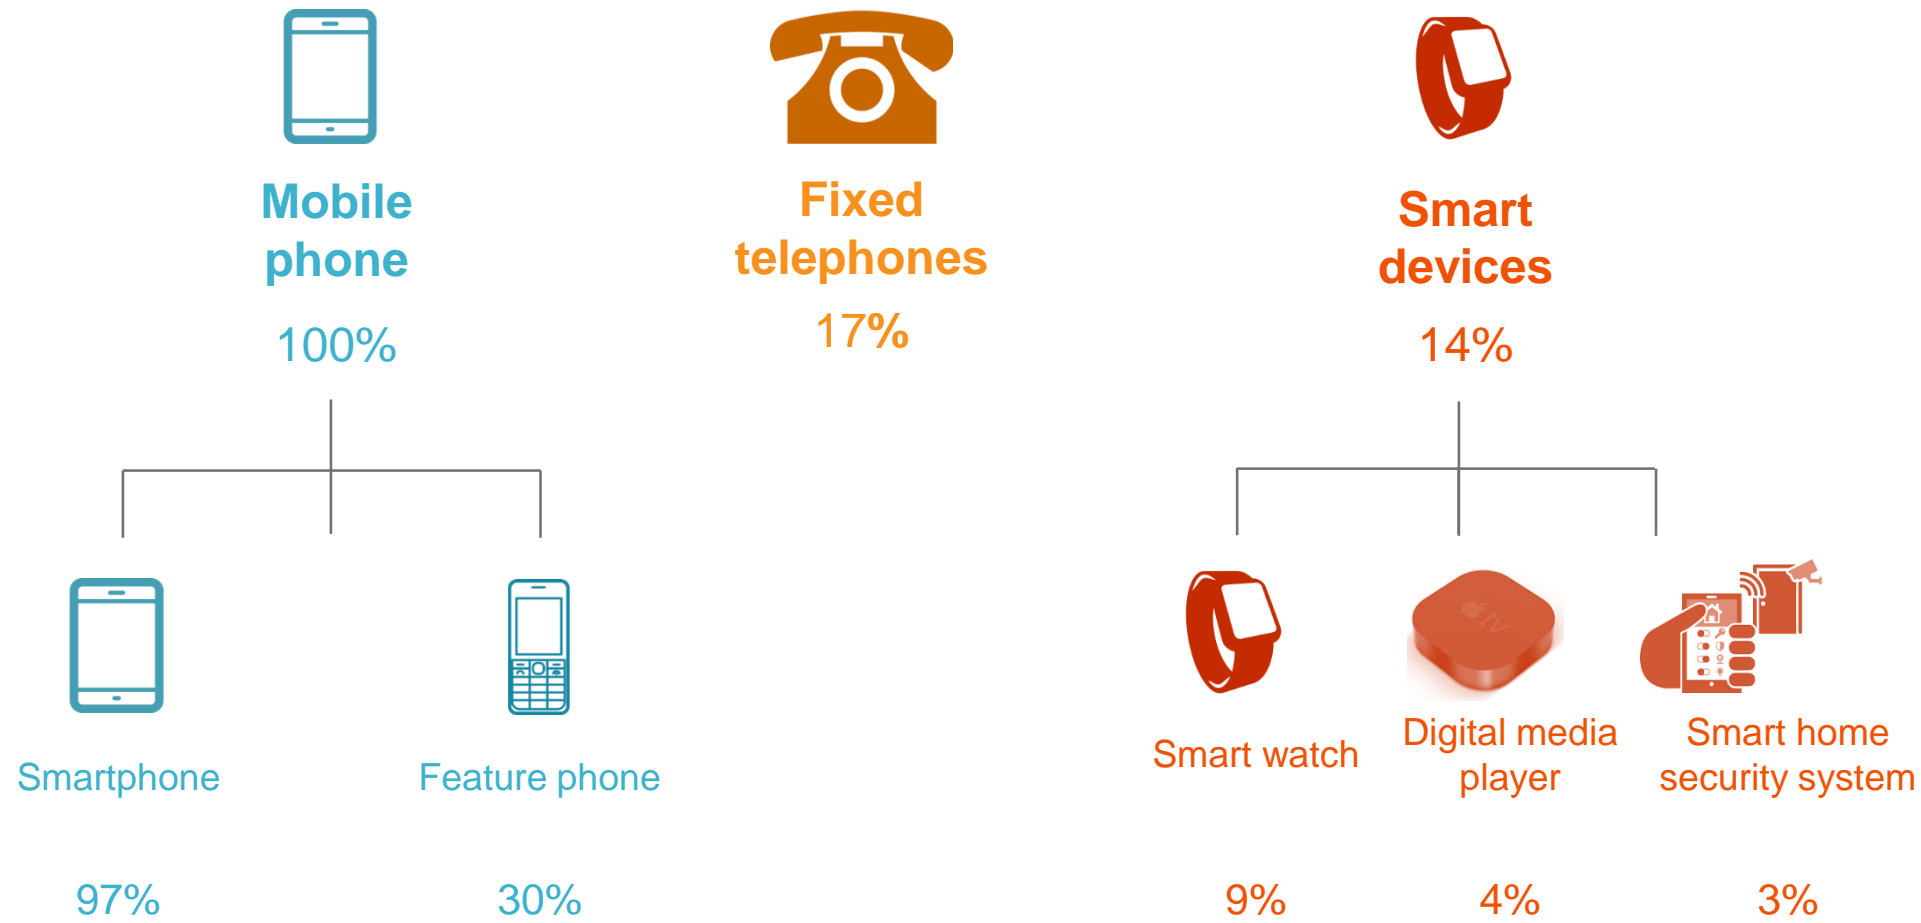 Mobile
phone
100%
Fixed
telephones
17%
Smart
devices
14%
Smartphone
97%
Feature phone
30%
Smart watch
9%
tv
Digital media
player
4%
Smart home
security system
3%